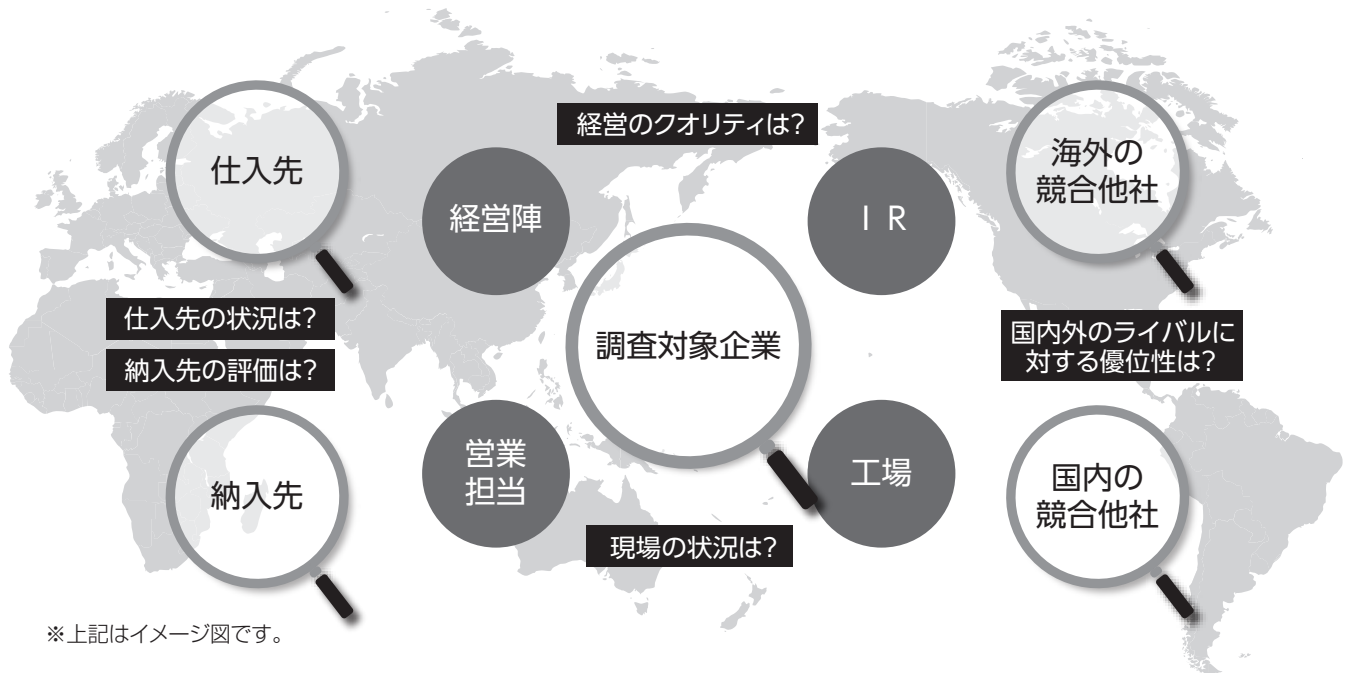 経営のクオリティは?
仕入先
海外の
競合他社
経営陣
I R
仕入先の状況は?
納入先の評価は?
調査対象企業
国内外のライバルに
対する優位性は?
営業
担当
工場
納入先
国内の
競合他社
現場の状況は?
※上記はイメージ図です。